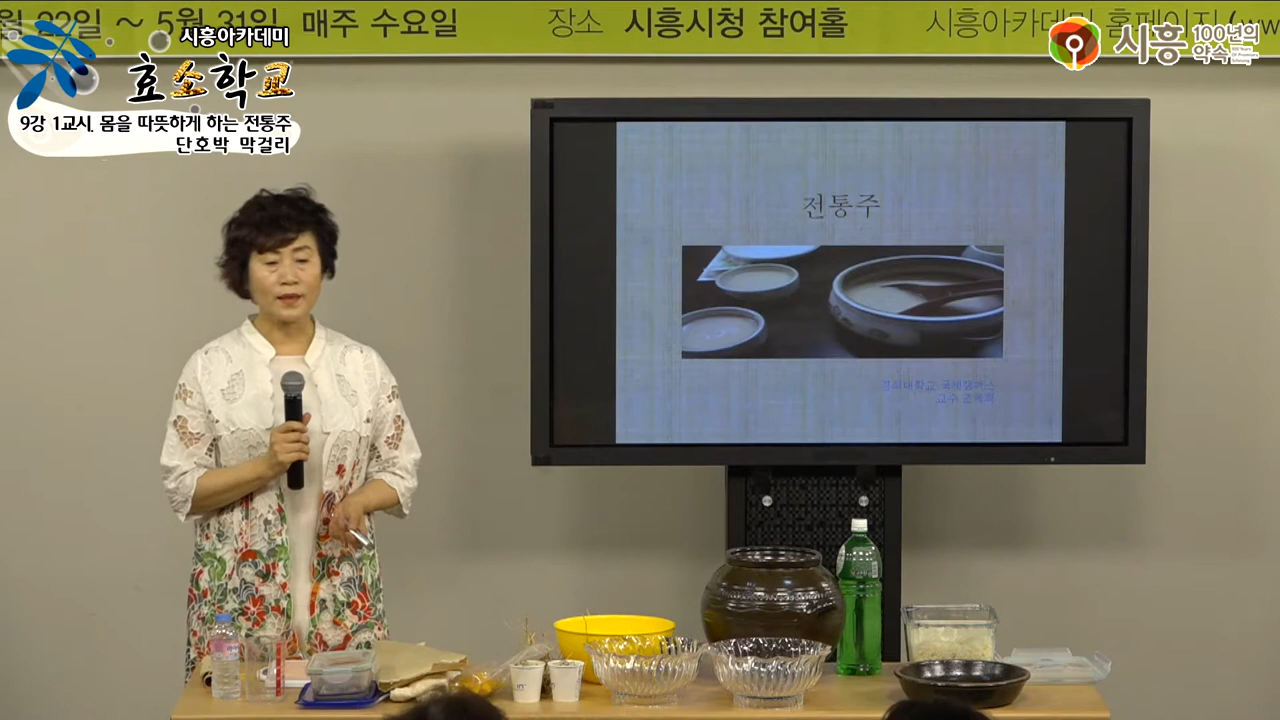 월 22일 ~ 5월 31일 매주 수요일 장소 시흥시청 참여홀 시흥아카데미 홈페이지
시흥아카데미
효소학교
9강 1교시. 몸을 따뜻하게 하는 전통주
단호박 막걸리
시흥 100년의
약속
전통주
교수